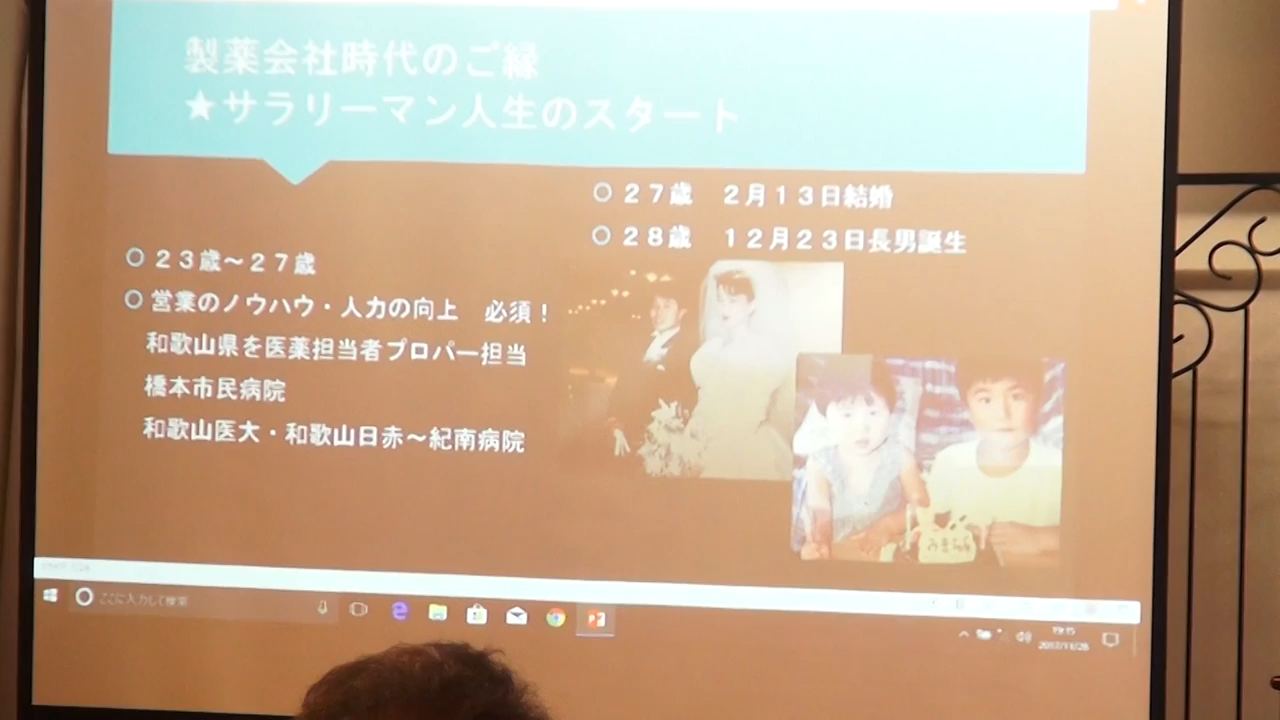 製薬会社時代のご縁
★サラリーマン人生のスタート
○ 27歳　2月13日結婚
○ 28歳　12月23日長男誕生
○ 23歳〜27歳
○ 営業のノウハウ・人力の向上　必須！
和歌山県を医薬担当者プロパー担当
橋本市民病院
和歌山医大・和歌山日赤〜紀南病院
ここに入力して検索
19:15
2017/11/28